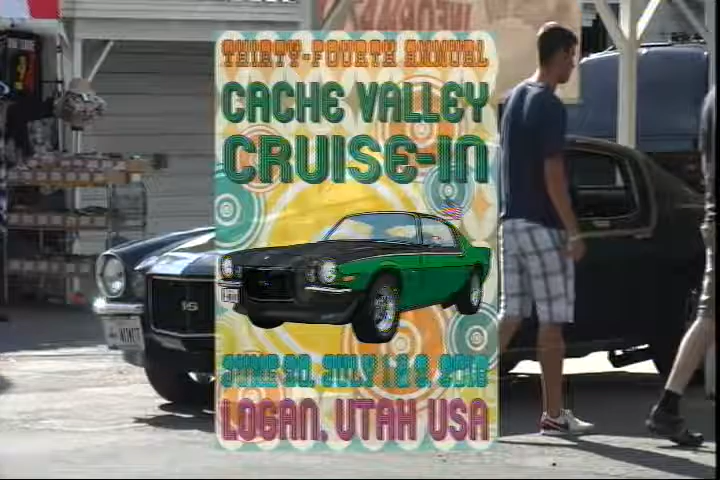 THIRTY-FOURTH ANNUAL
CACHE VALLEY
CRUISE-IN
JUNE 30, JULY 1 & 2, 2016
LOGAN, UTAH USA